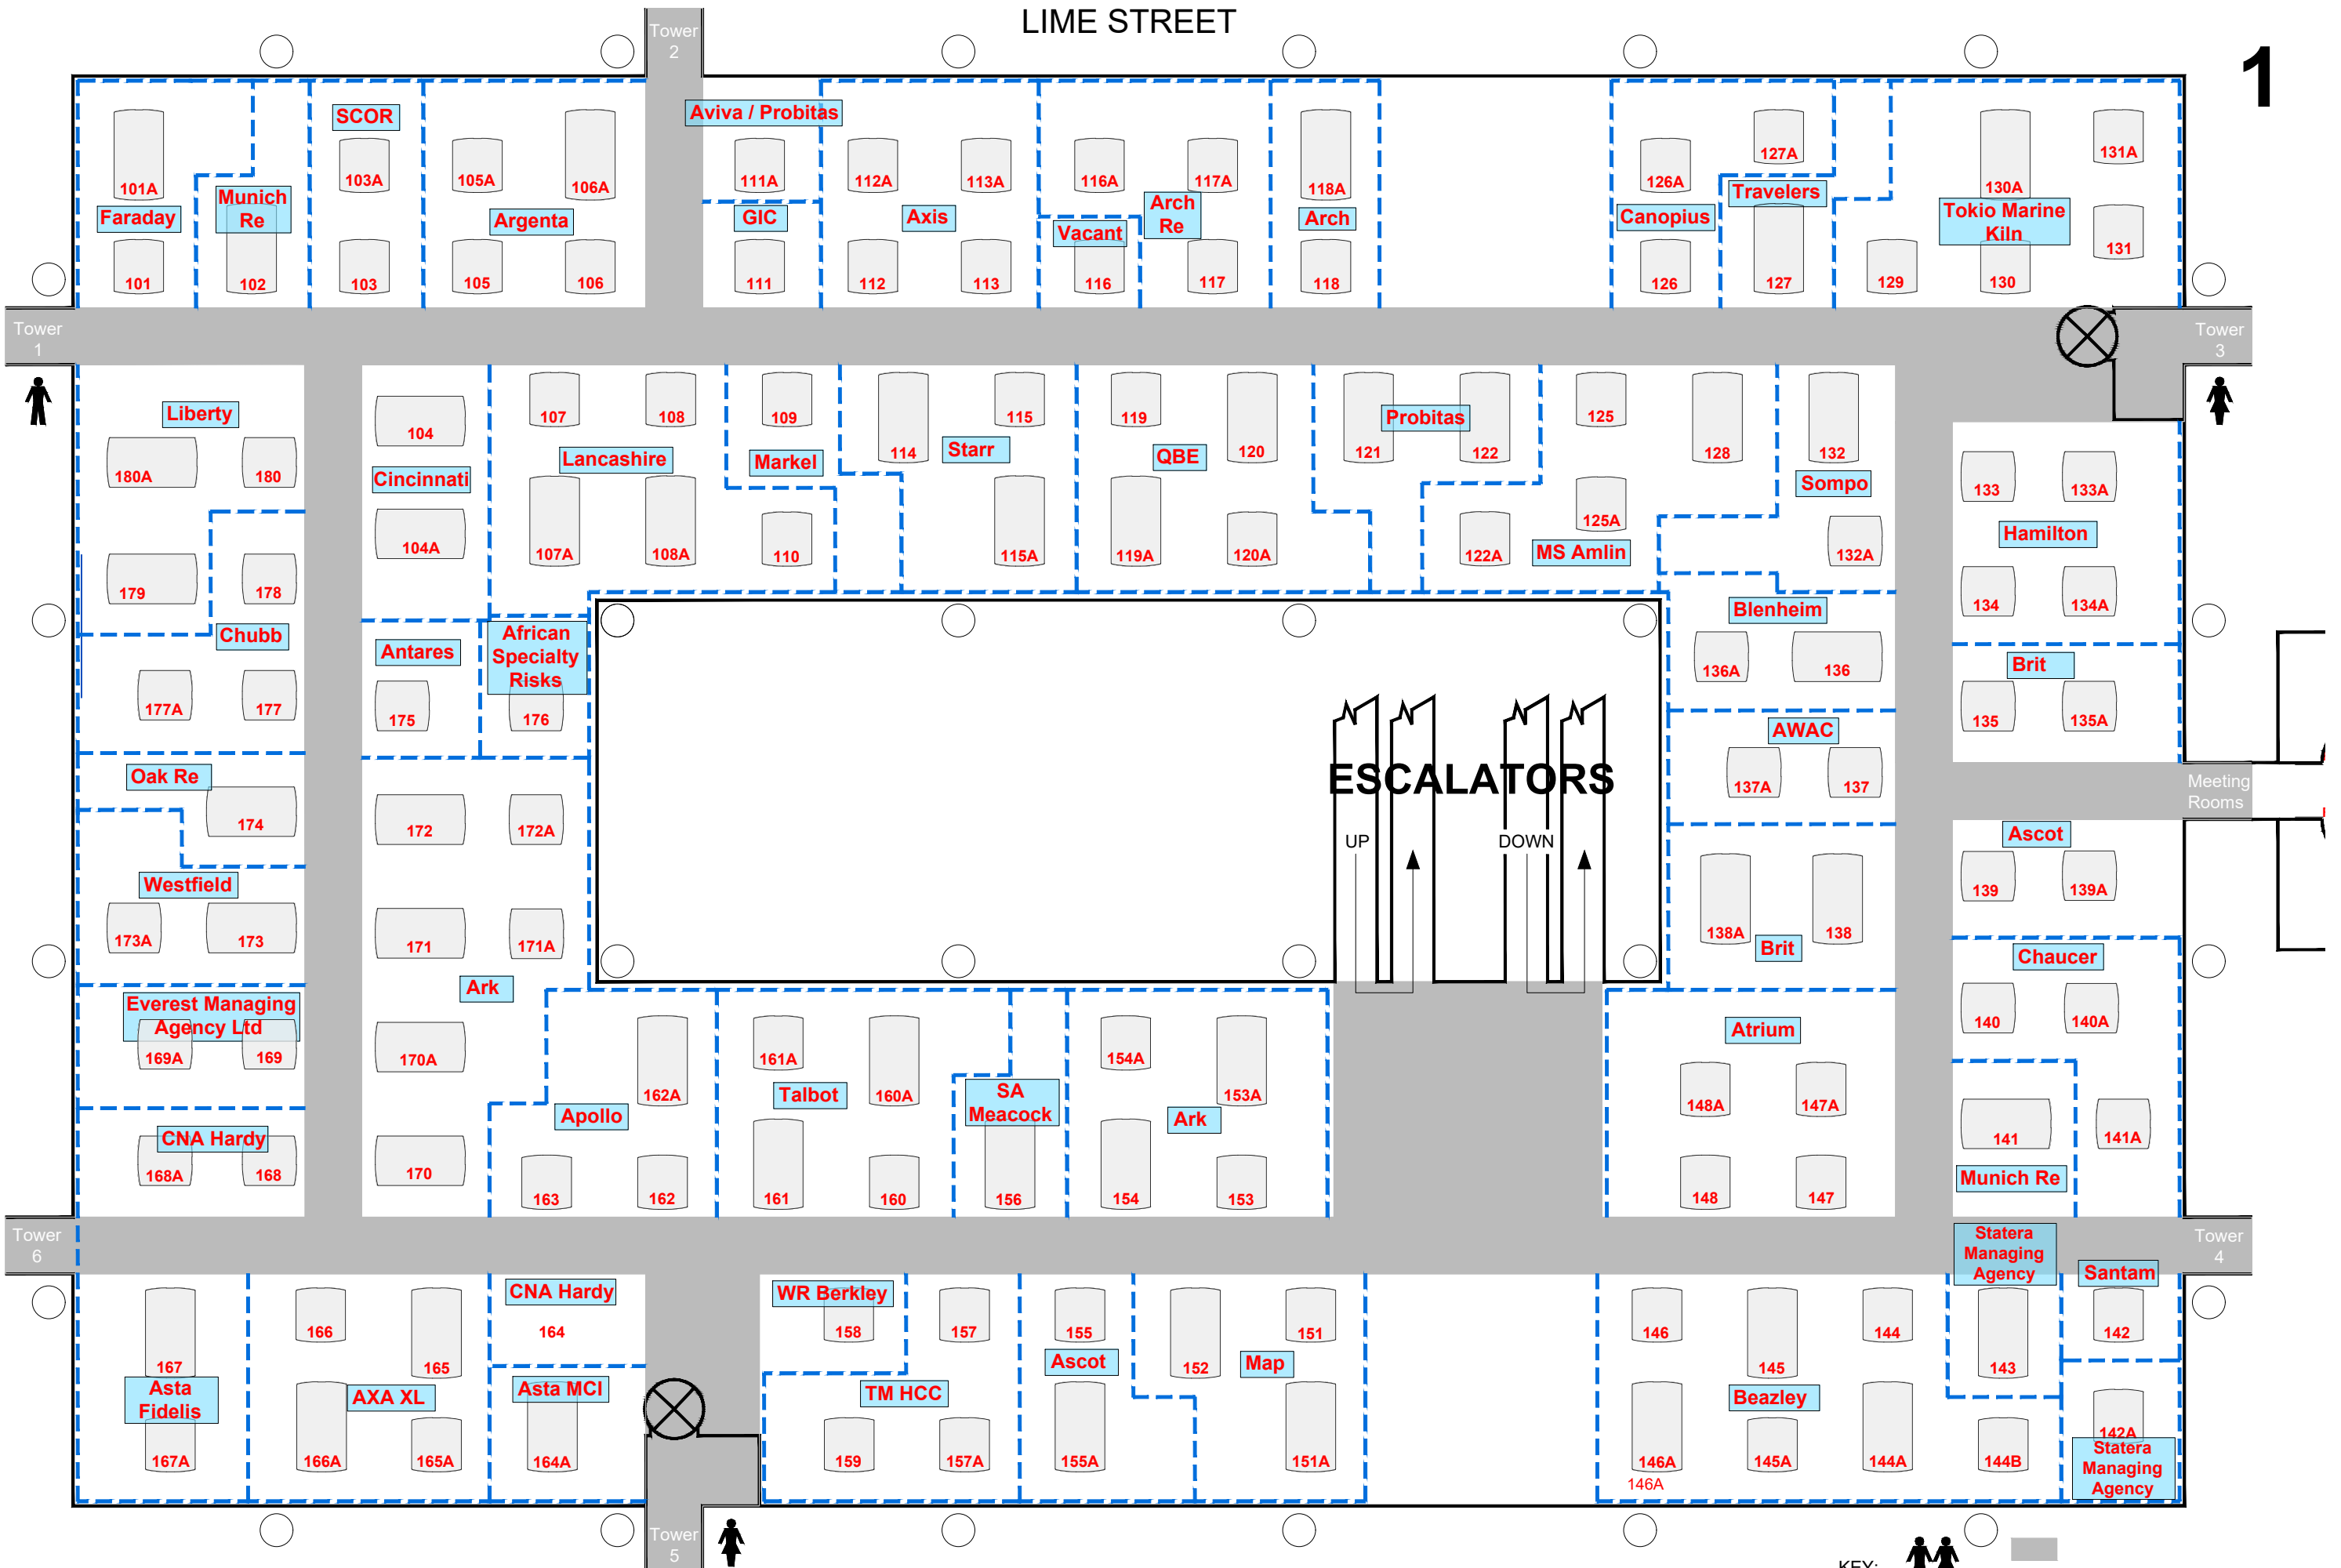 LIME STREET
1
Tower
2
Aviva / Probitas
SCOR
101A
103A
105A
106A
111A
112A
113A
116A
117A
118A
126A
127A
130A
131A
Faraday
Munich
Re
Argenta
GIC
Axis
Vacant
Arch
Re
Arch
Canopius
Travelers
Tokio Marine
Kiln
101
102
103
105
106
111
112
113
116
117
118
126
127
129
130
131
Tower
1
Tower
3
Liberty
104
107
108
109
114
115
119
120
121
Probitas
122
125
128
132
180A
180
Cincinnati
Lancashire
Markel
Starr
QBE
Sompo
133
133A
104A
107A
108A
110
115A
119A
120A
122A
125A
MS Amlin
132A
Hamilton
179
178
134
134A
Chubb
Antares
African
Specialty
Risks
Blenheim
136A
136
Brit
177A
177
175
176
135
135A
AWAC
Oak Re
ESCALATORS
137A
137
Meeting
Rooms
174
172
172A
UP
DOWN
Ascot
Westfield
139
139A
173A
173
171
171A
138A
138
Brit
Chaucer
Ark
Everest Managing
Agency Ltd
169A
169
170A
140
140A
Atrium
161A
162A
160A
154A
153A
Talbot
SA
Meacock
Ark
Apollo
148A
147A
CNA Hardy
168A
168
170
163
162
161
160
156
154
153
148
147
141
141A
Munich Re
Tower
6
Statera
Managing
Agency
Tower
4
Santam
CNA Hardy
WR Berkley
166
164
158
157
155
151
146
144
142
167
165
152
145
143
Asta
Fidelis
AXA XL
Asta MCI
TM HCC
Ascot
Map
Beazley
167A
166A
165A
164A
159
157A
155A
151A
146A
145A
144A
144B
142A
146A
Statera
Managing
Agency
Tower
5
KEY: